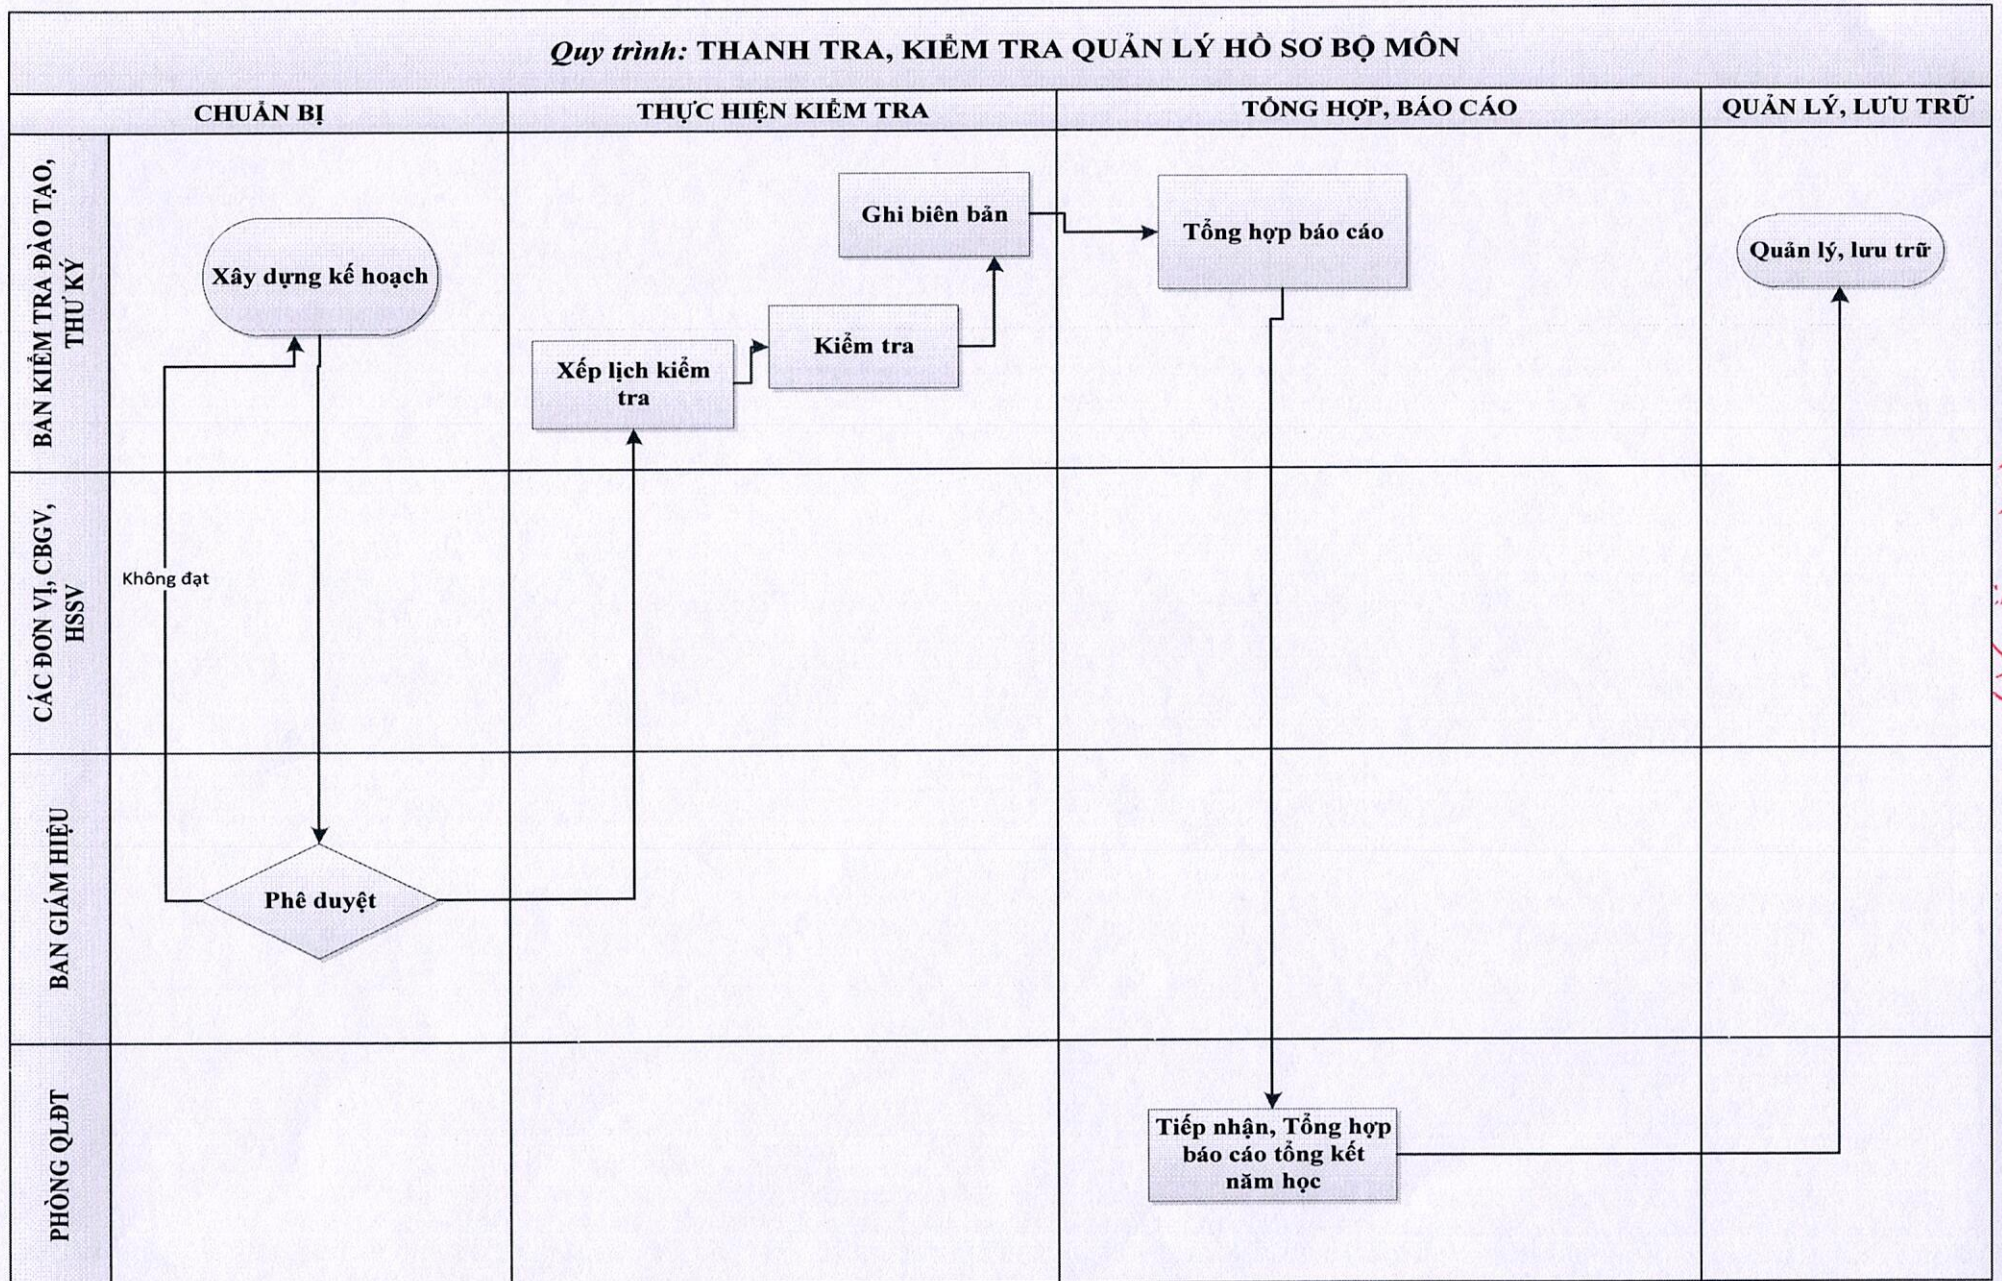 Quy trình: THANH TRA, KIỂM TRA QUẢN LÝ HỒ SƠ BỘ MÔN
CHUẨN BỊ
THỰC HIỆN KIỂM TRA
TỔNG HỢP, BÁO CÁO
QUẢN LÝ, LƯU TRỮ
BAN KIỂM TRA ĐÀO TẠO,
THƯ KÝ
Xây dựng kế hoạch
Xếp lịch kiểm
tra
Kiểm tra
Ghi biên bản
Tổng hợp báo cáo
Quản lý, lưu trữ
CÁC ĐƠN VỊ, CBGV,
HSSV
Không đạt
BAN GIÁM HIỆU
Phê duyệt
PHÒNG QLĐT
Tiếp nhận, Tổng hợp
báo cáo tổng kết
năm học